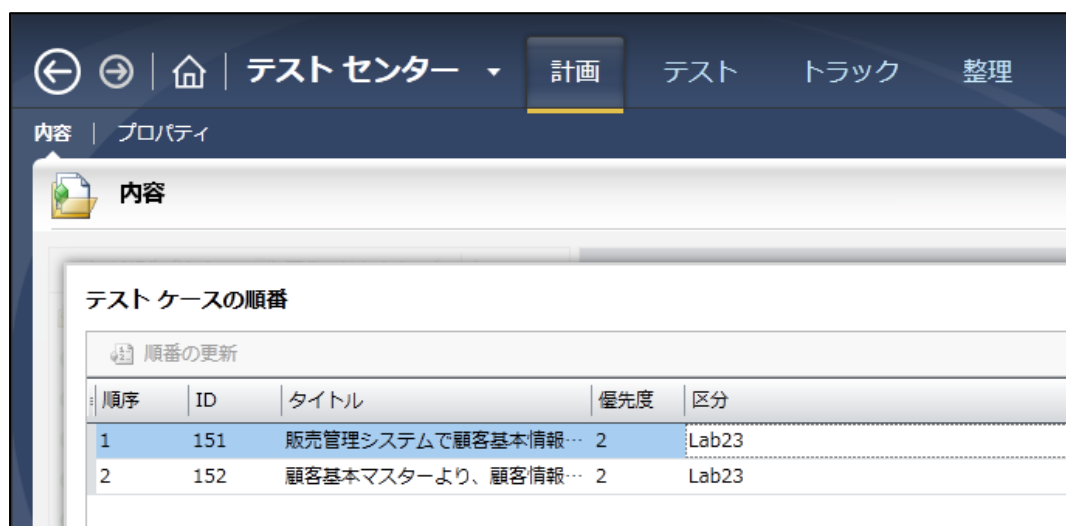 テスト センター 計画 テスト トラック 整理
内容 | プロパティ
内容
テスト ケースの順番
順番の更新
順序 ID タイトル 優先度 区分
1 151 販売管理システムで顧客基本情報… 2 Lab23
2 152 顧客基本マスターより、顧客情報… 2 Lab23